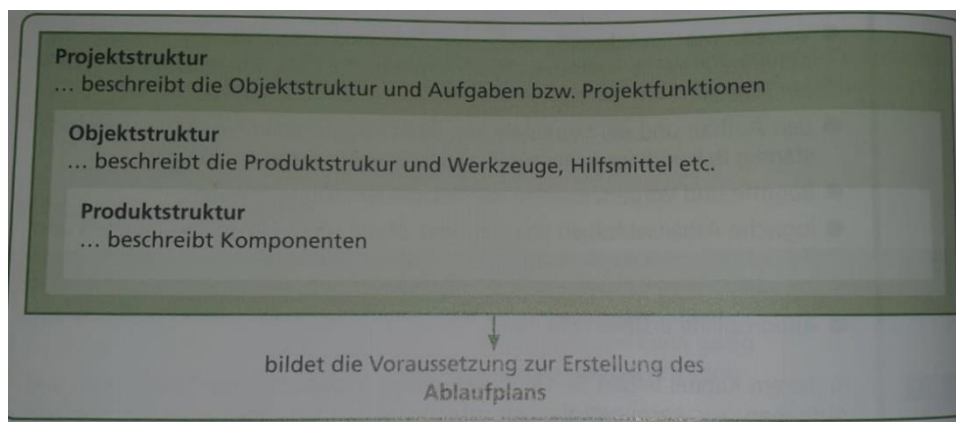 Projektstruktur
... beschreibt die Objektstruktur und Aufgaben bzw. Projektfunktionen
Objektstruktur
... beschreibt die Produktstrukur und Werkzeuge, Hilfsmittel etc.
Produktstruktur
... beschreibt Komponenten
bildet die Voraussetzung zur Erstellung des
Ablaufplans